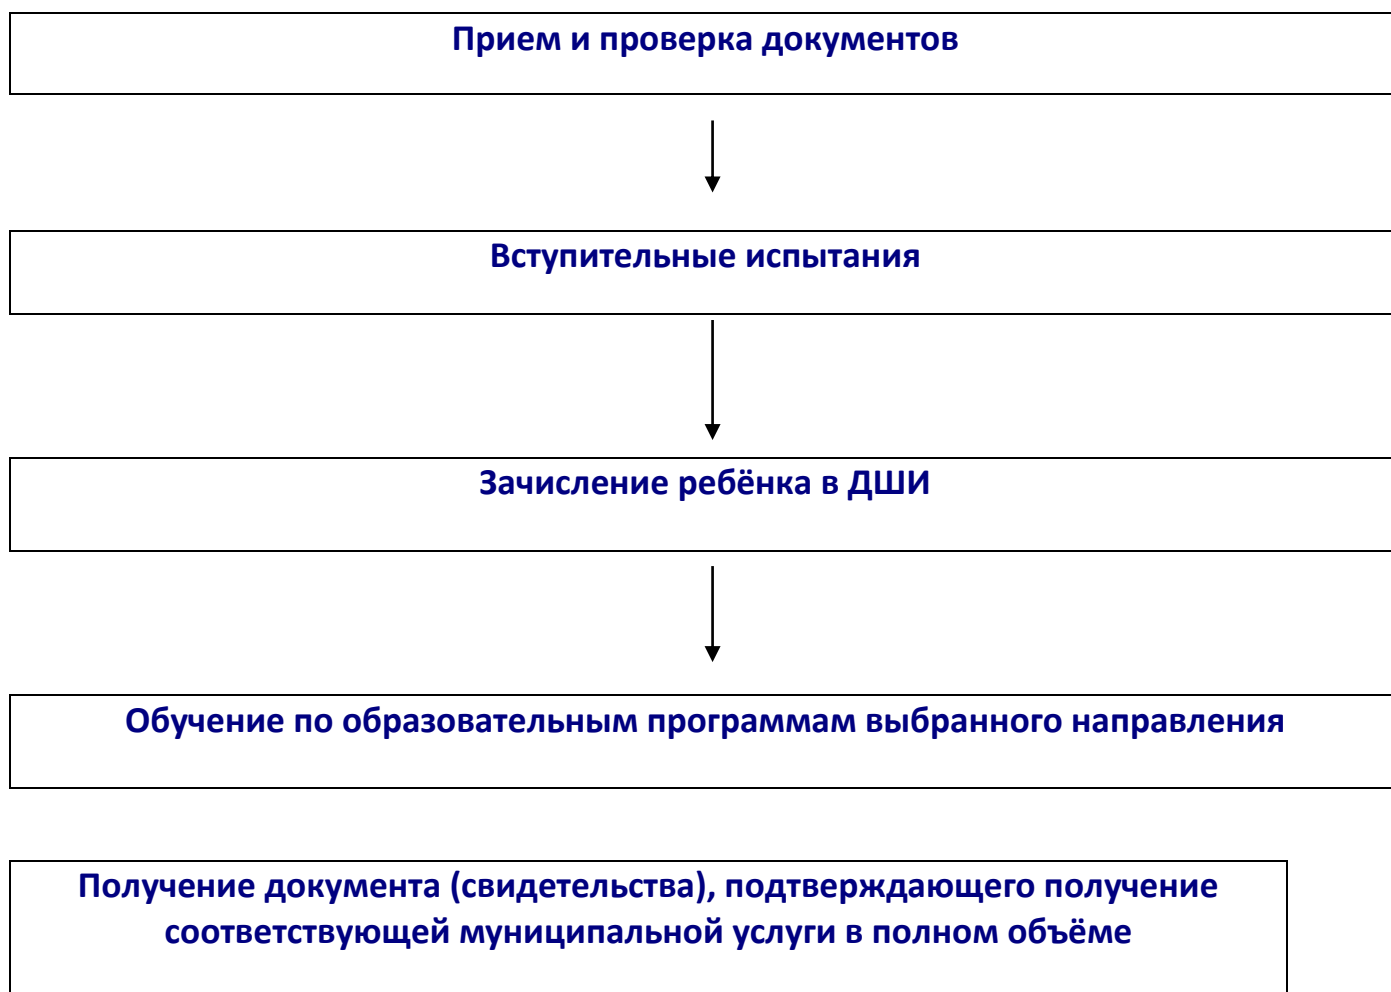 Прием и проверка документов
Вступительные испытания
Зачисление ребёнка в ДШИ
Обучение по образовательным программам выбранного направления
Получение документа (свидетельства), подтверждающего получение
соответствующей муниципальной услуги в полном объёме